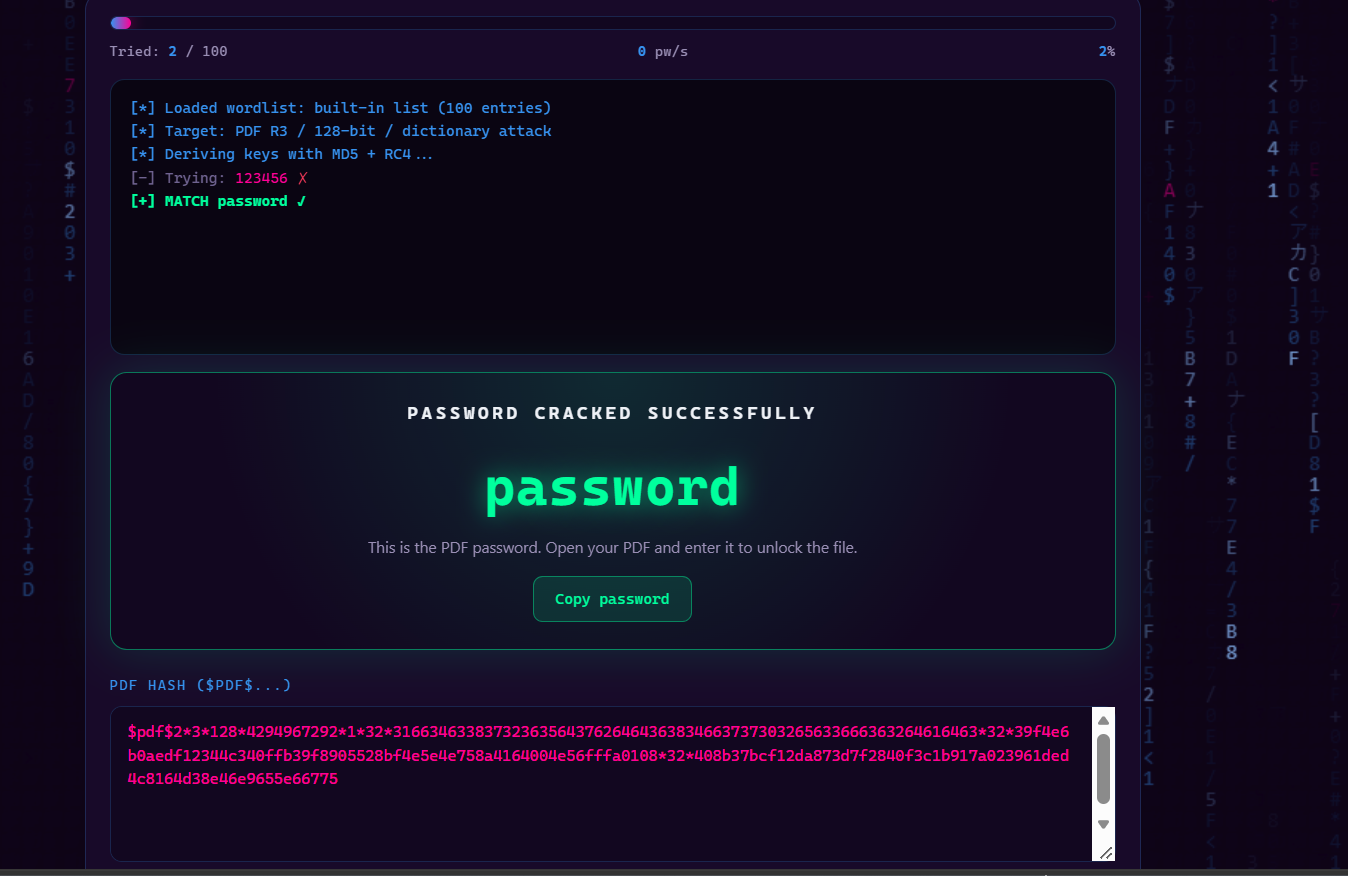 Tried: 2 / 100
0 pw/s
2%
[*] Loaded wordlist: built-in list (100 entries)
[*] Target: PDF R3 / 128-bit / dictionary attack
[*] Deriving keys with MD5 + RC4...
[-] Trying: 123456 ✗
[+] MATCH password ✓
PASSWORD CRACKED SUCCESSFULLY
password
This is the PDF password. Open your PDF and enter it to unlock the file.
Copy password
PDF HASH ($PDF$...)
$pdf$2*3*128*4294967292*1*32*3166346338373236356437626464363834663737303265633666363264616463*32*39f4e6
b0aedf12344c340ffb39f8905528bf4e5e4e758a4164004e56fffa0108*32*408b37bcf12da873d7f2840f3c1b917a023961ded
4c8164d38e46e9655e66775